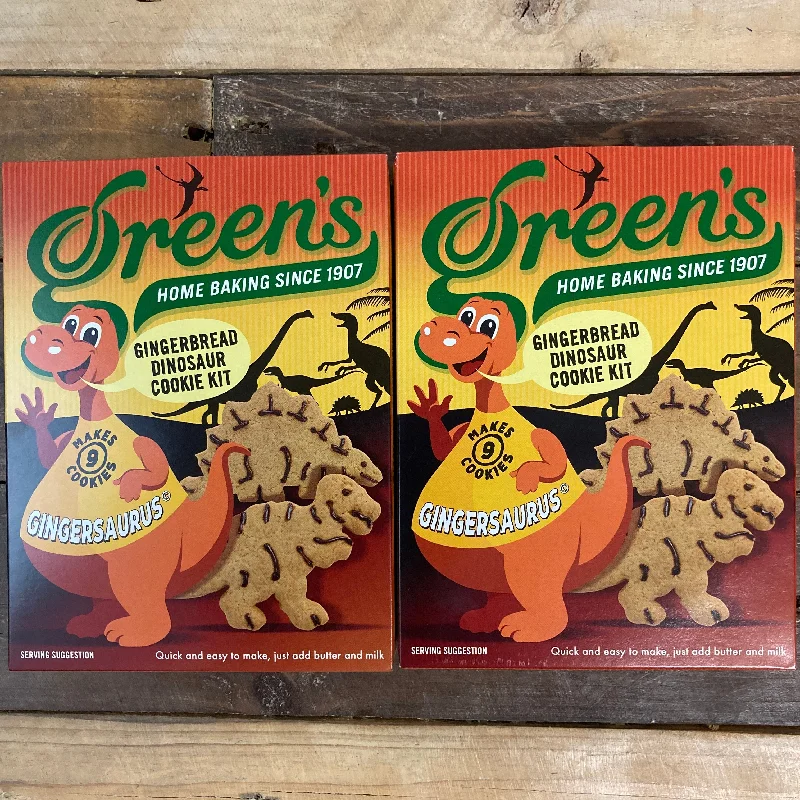 Green's
HOME BAKING SINCE 1907
GINGERBREAD
DINOSAUR
COOKIE KIT
MAKES
9
COOKIES
GINGERSAURUS®
SERVING SUGGESTION
Quick and easy to make, just add butter and milk
Green's
HOME BAKING SINCE 1907
GINGERBREAD
DINOSAUR
COOKIE KIT
MAKES
9
COOKIES
GINGERSAURUS®
SERVING SUGGESTION
Quick and easy to make, just add butter and milk